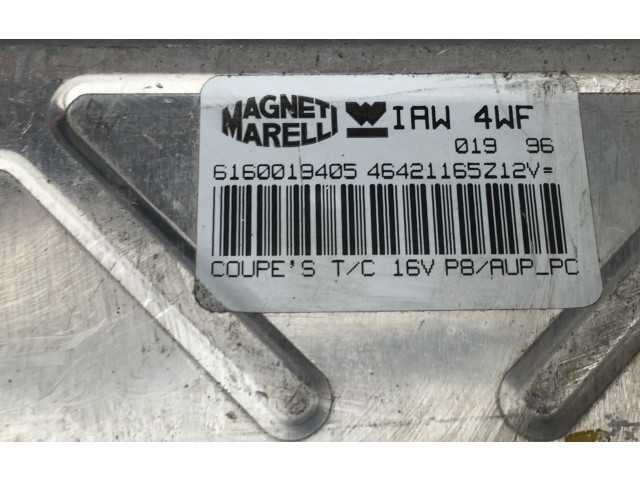 MAGNETI MARELLI W IAW 4WF
019 96
6160019405 46421165Z12V=
COUPE'S T/C 16V P8/AUP_PC